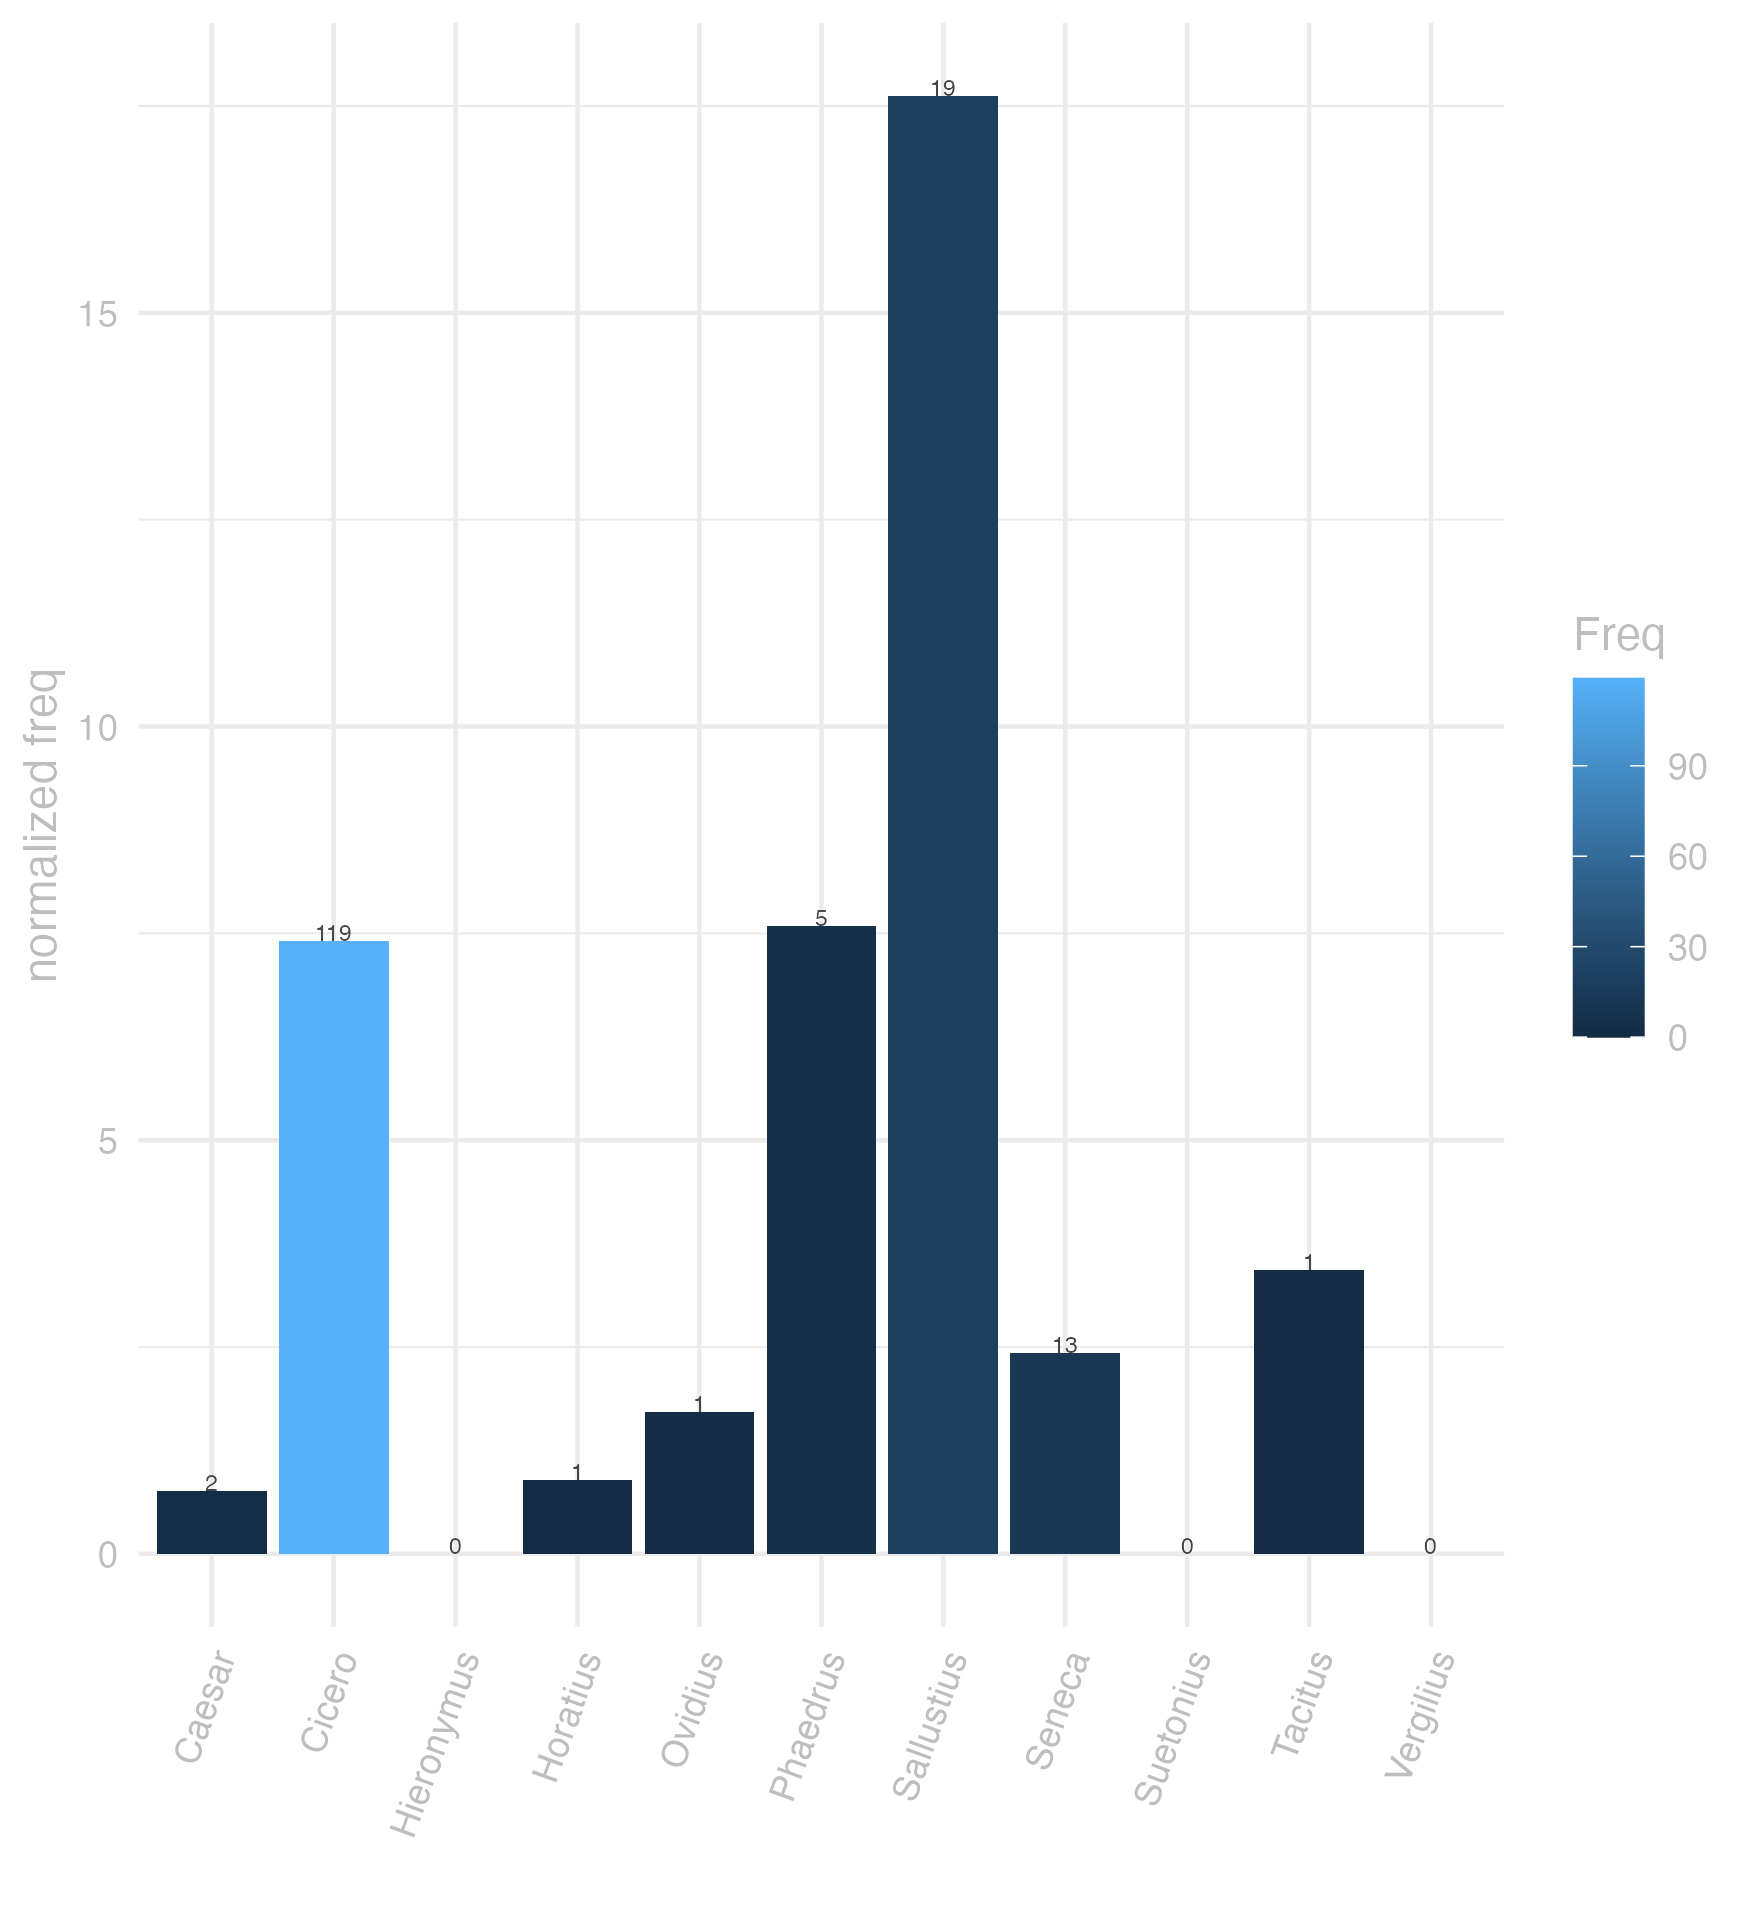 19
15
Freq
10
90
60
5
119
30
0
normalized freq
5
1
13
1
2
1
0
0
0
0
Caesar
Cicero
Hieronymus
Horatius
Ovidius
Phaedrus
Sallustius
Seneca
Suetonius
Tacitus
Vergilius